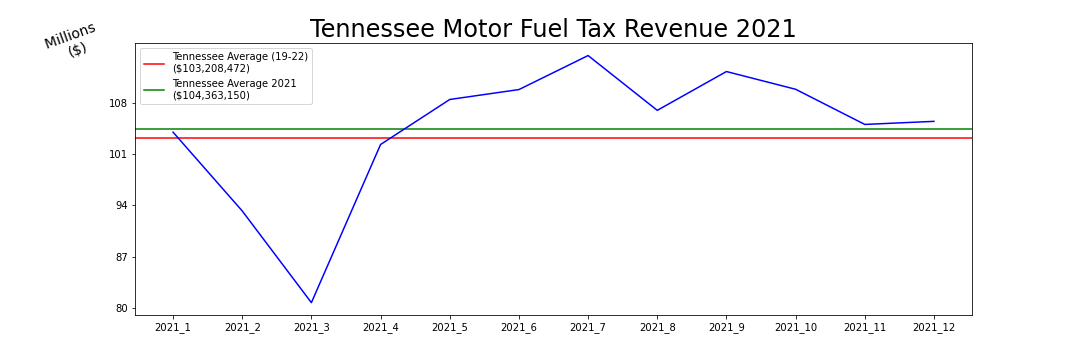 Tennessee Motor Fuel Tax Revenue 2021
Millions
($)
Tennessee Average (19-22)
($103,208,472)
Tennessee Average 2021
($104,363,150)
108
101
94
87
80
2021_1 2021_2 2021_3 2021_4 2021_5 2021_6 2021_7 2021_8 2021_9 2021_10 2021_11 2021_12